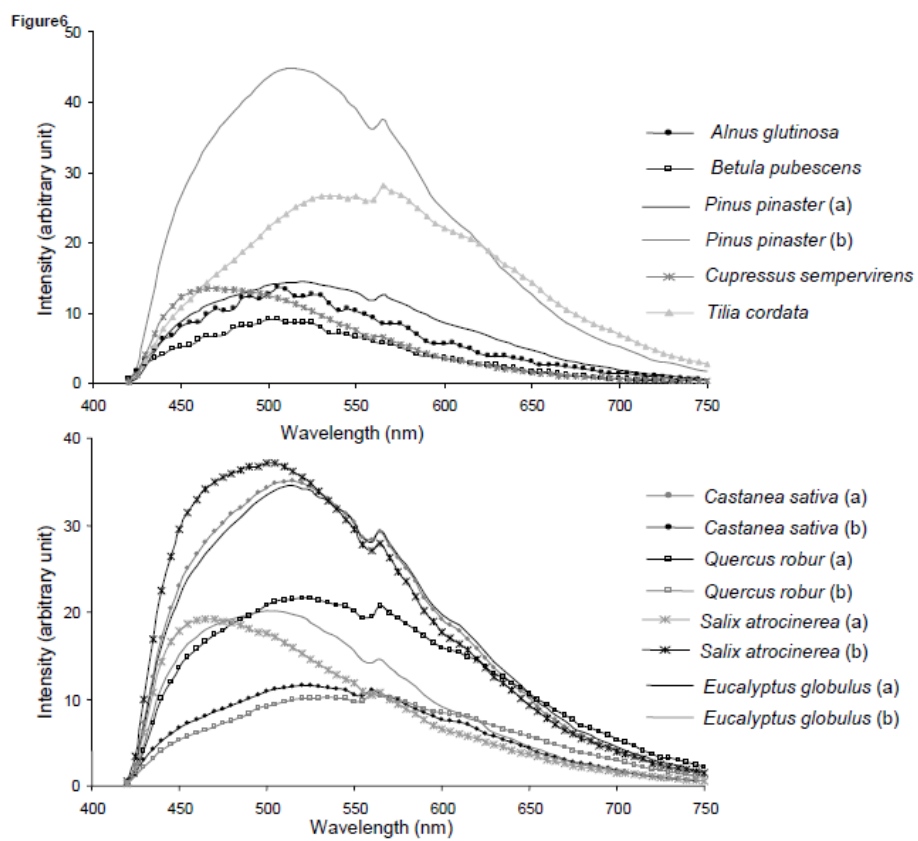 Figure6
50
40
30
20
10
0
400 450 500 550 600 650 700 750
Intensity (arbitrary unit)
Wavelength (nm)
Alnus glutinosa
Betula pubescens
Pinus pinaster (a)
Pinus pinaster (b)
Cupressus sempervirens
Tilia cordata
40
30
20
10
0
400 450 500 550 600 650 700 750
Intensity (arbitrary unit)
Wavelength (nm)
Castanea sativa (a)
Castanea sativa (b)
Quercus robur (a)
Quercus robur (b)
Salix atrocinerea (a)
Salix atrocinerea (b)
Eucalyptus globulus (a)
Eucalyptus globulus (b)